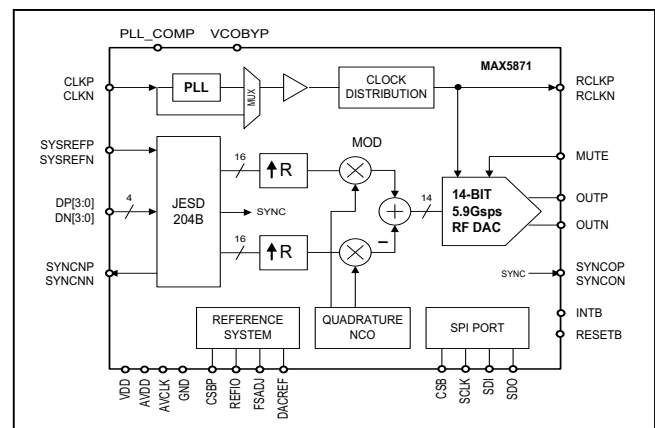 PLL_COMP VCOBYP
MAX5871
CLKP
CLKN
PLL
MUX
CLOCK
DISTRIBUTION
RCLKP
RCLKN
SYSREFP
SYSREFN
MOD
MUTE
16
R
JESD
204B
DP[3:0]
DN[3:0]
4
SYNC
14
14-BIT
5.9Gsps
RF DAC
OUTP
OUTN
16
R
–
SYNCNP
SYNCNN
SYNC
SYNCOP
SYNCON
REFERENCE
SYSTEM
QUADRATURE
NCO
SPI PORT
INTB
RESETB
VDD
AVDD
AVCLK
GND
CSBP
REFIO
FSADJ
DACREF
CSB
SCLK
SDI
SDO